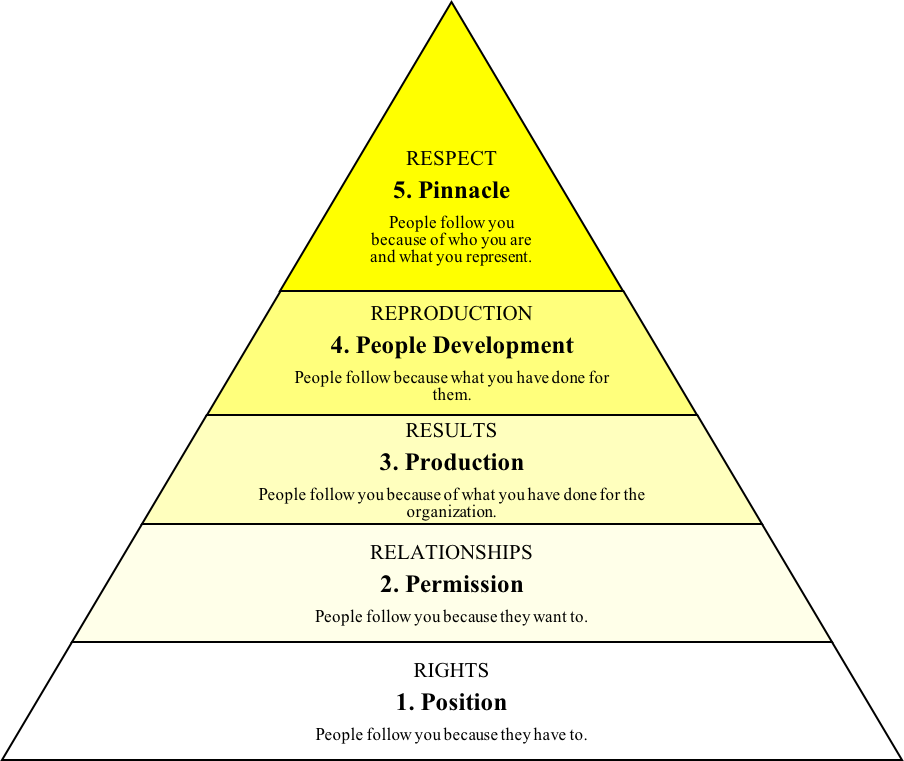 RESPECT
5. Pinnacle
People follow you
because of who you are
and what you represent.
REPRODUCTION
4. People Development
People follow because what you have done for
them.
RESULTS
3. Production
People follow you because of what you have done for the
organization.
RELATIONSHIPS
2. Permission
People follow you because they want to.
RIGHTS
1. Position
People follow you because they have to.